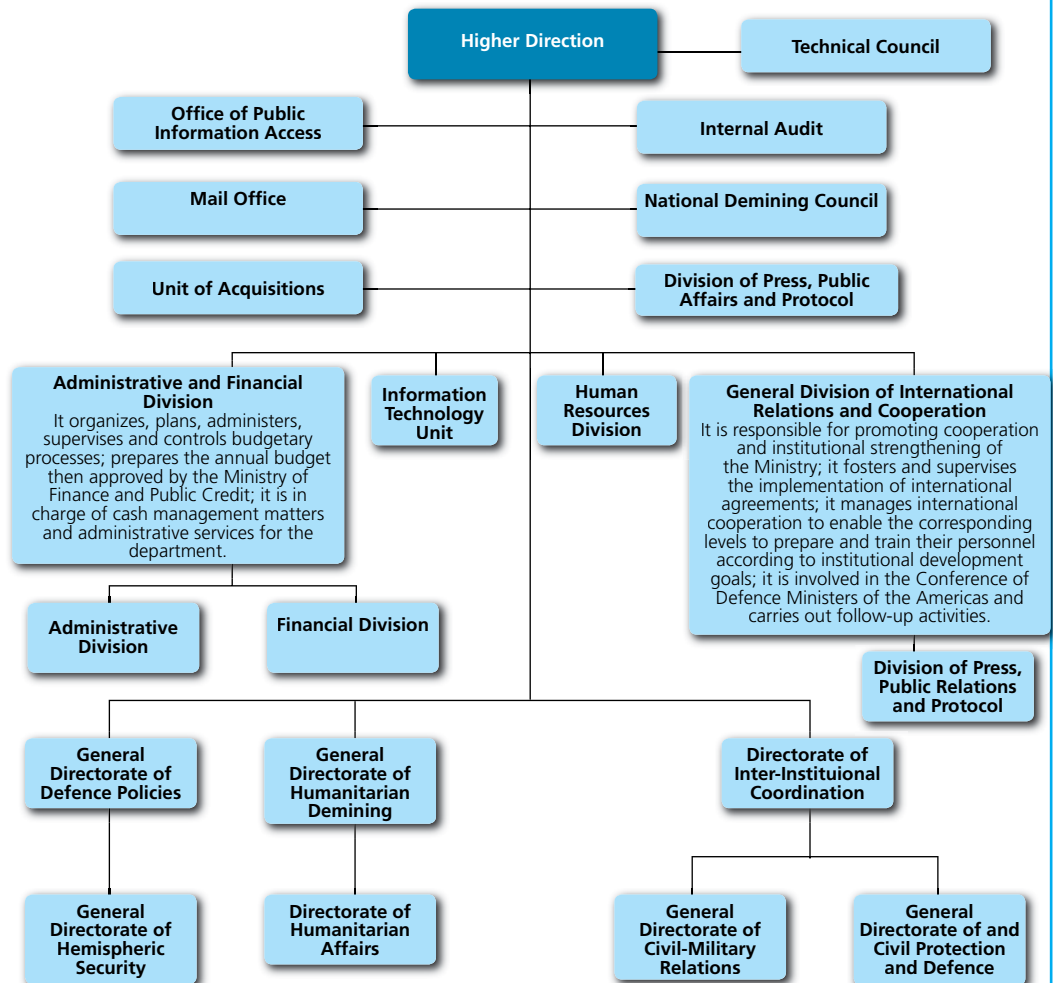 Higher Direction
Technical Council
Office of Public
Information Access
Internal Audit
Mail Office
National Demining Council
Unit of Acquisitions
Division of Press, Public
Affairs and Protocol
Administrative and Financial
Division
It organizes, plans, administers,
supervises and controls budgetary
processes; prepares the annual budget
then approved by the Ministry of
Finance and Public Credit; it is in
charge of cash management matters
and administrative services for the
department.
Information
Technology
Unit
Human
Resources
Division
General Division of International
Relations and Cooperation
It is responsible for promoting cooperation
and institutional strengthening of
the Ministry; it fosters and supervises
the implementation of international
agreements; it manages international
cooperation to enable the corresponding
levels to prepare and train their personnel
according to institutional development
goals; it is involved in the Conference of
Defence Ministers of the Americas and
carries out follow-up activities.
Administrative
Division
Financial Division
Division of Press,
Public Relations
and Protocol
General
Directorate of
Defence Policies
General
Directorate of
Humanitarian
Demining
Directorate of
Inter-Instituional
Coordination
General
Directorate of
Hemispheric
Security
Directorate of
Humanitarian
Affairs
General
Directorate of
Civil-Military
Relations
General
Directorate of and
Civil Protection
and Defence